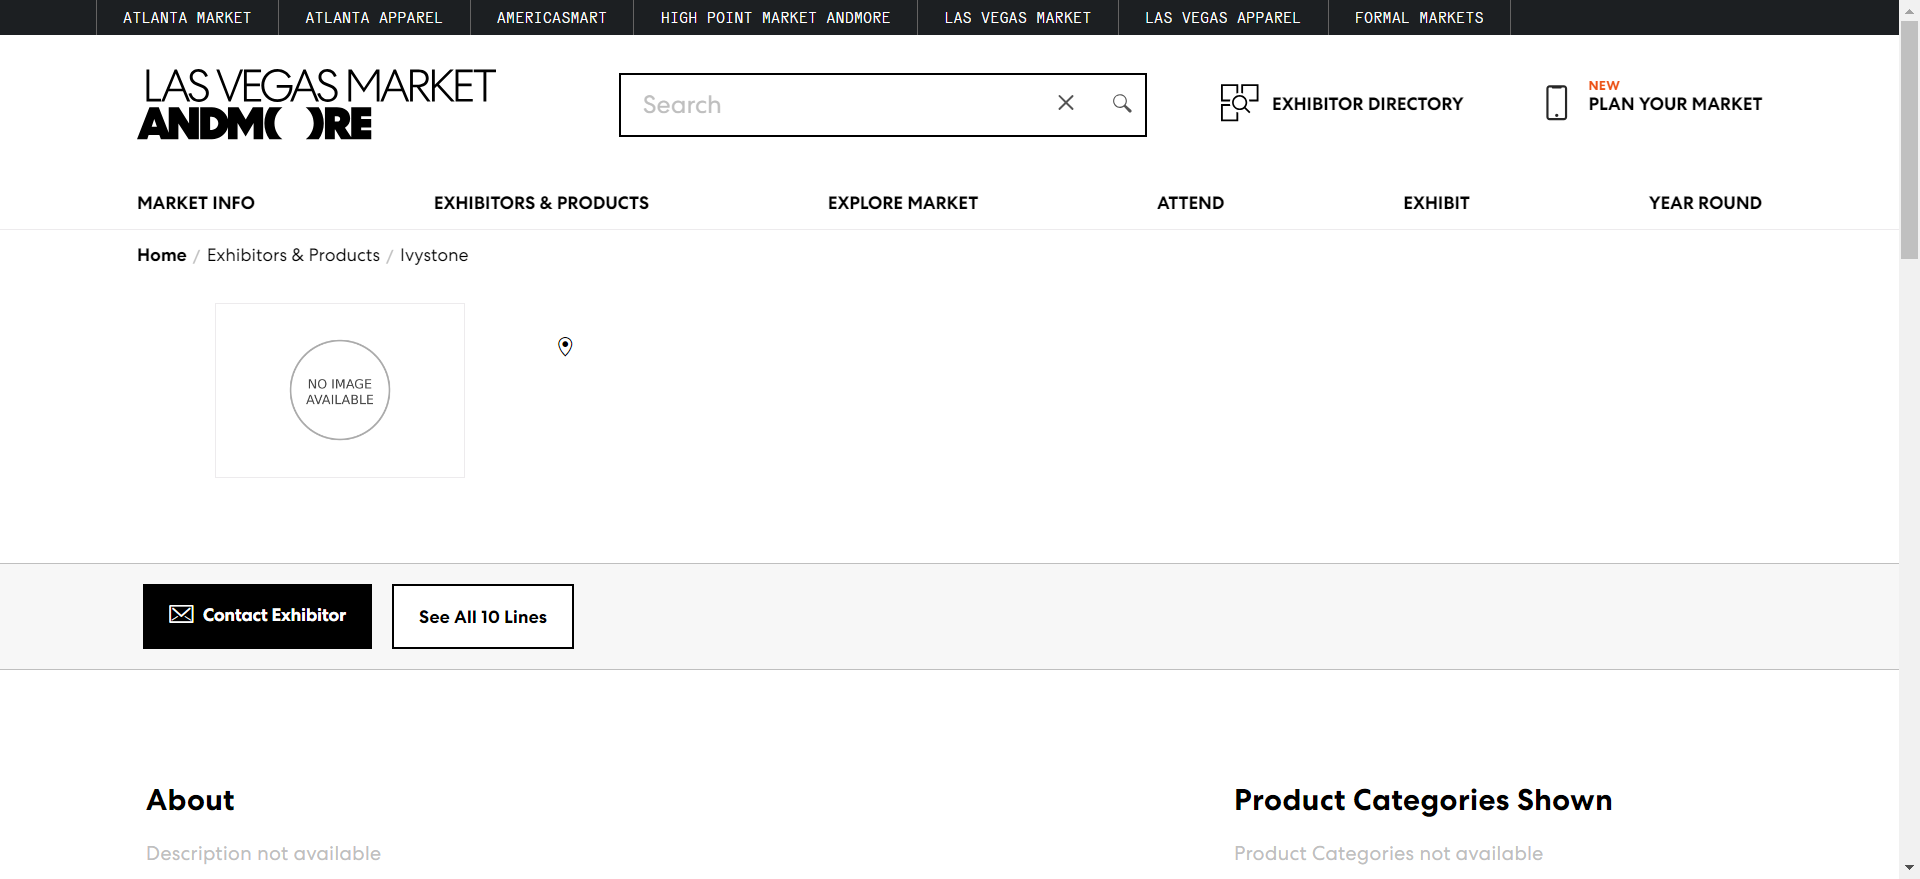 ATLANTA MARKET ATLANTA APPAREL AMERICASMART HIGH POINT MARKET ANDMORE LAS VEGAS MARKET LAS VEGAS APPAREL FORMAL MARKETS
LAS VEGAS MARKET
ANDMORE
Search
EXHIBITOR DIRECTORY
NEW
PLAN YOUR MARKET
MARKET INFO EXHIBITORS & PRODUCTS EXPLORE MARKET ATTEND EXHIBIT YEAR ROUND
Home / Exhibitors & Products / Ivystone
NO IMAGE
AVAILABLE
Contact Exhibitor See All 10 Lines
About
Description not available
Product Categories Shown
Product Categories not available